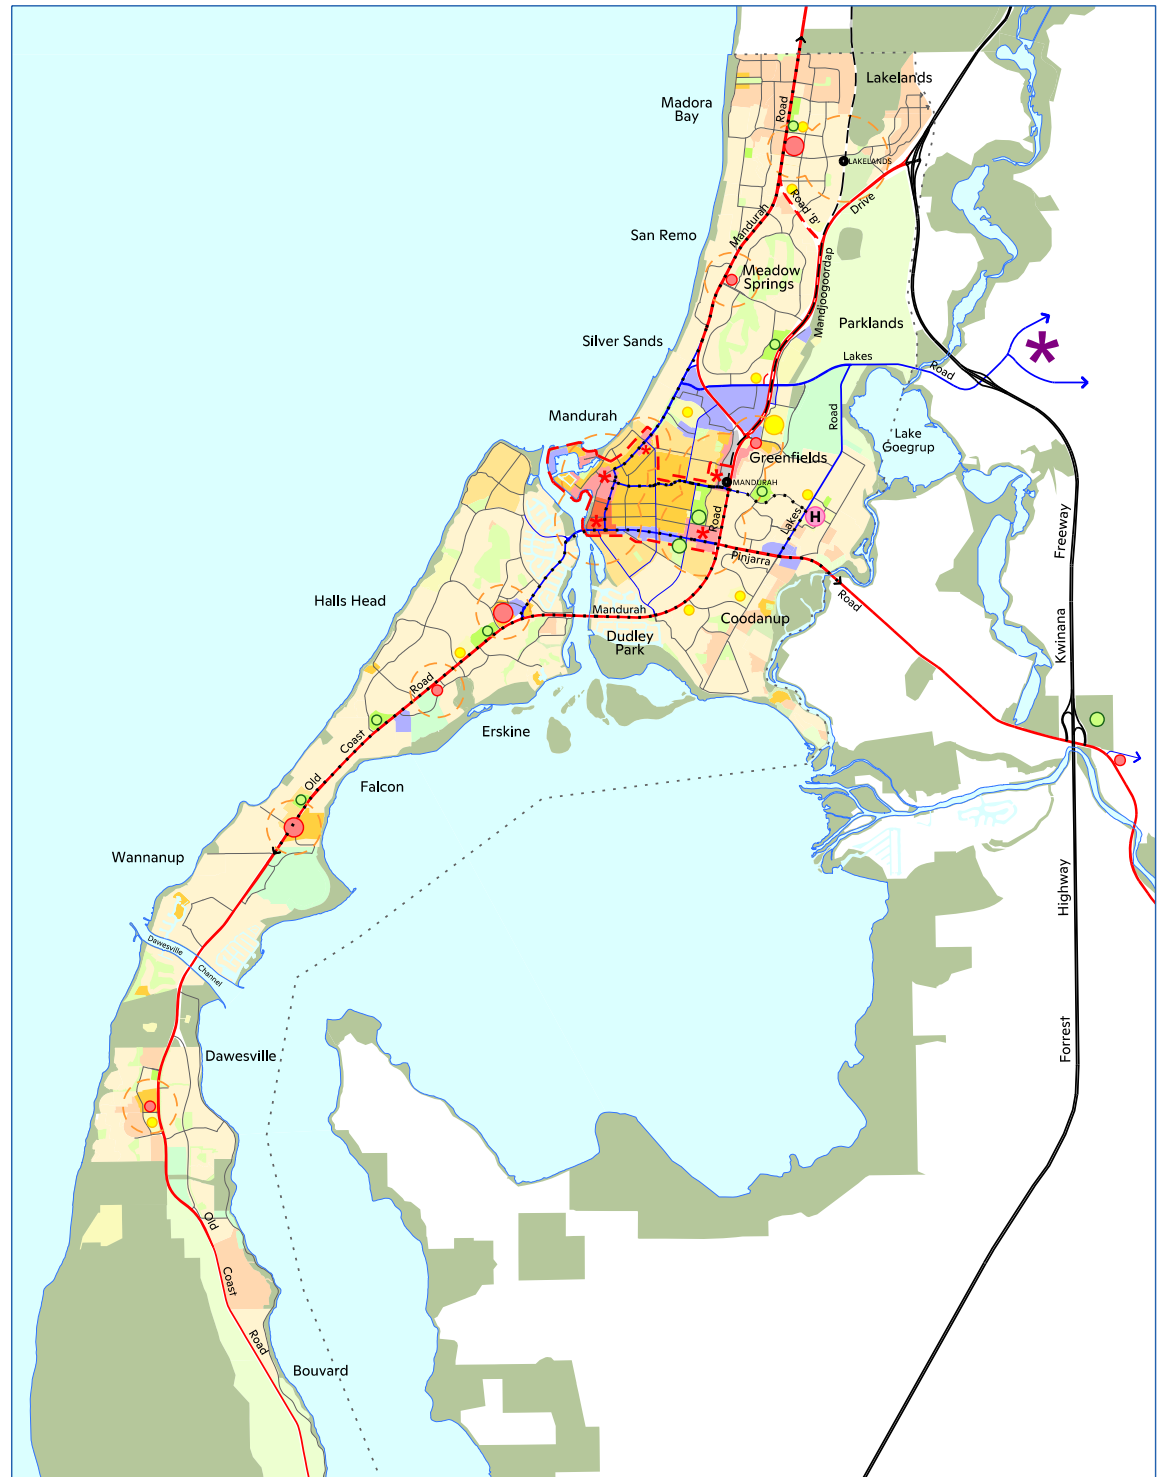 Lakelands
Madora
Bay
Road
LAKELANDS
Road 'B'
Drive
Mandurah
San Remo
Meadow
Springs
Mandjoogoordap
Parklands
Silver Sands
Lakes
Road
*
Mandurah
Road
Lake
Goegrup
Greenfields
*
*
*
MANDURAH
H
*
*
Road
Lakes
Freeway
Pinjarra
Road
Halls Head
Mandurah
Coodanup
Dudley
Park
Kwinana
Road
Erskine
Coast
Old
Falcon
Wannanup
Highway
Dawesville
Channel
Forrest
Dawesville
Old
Coast
Road
Bouvard